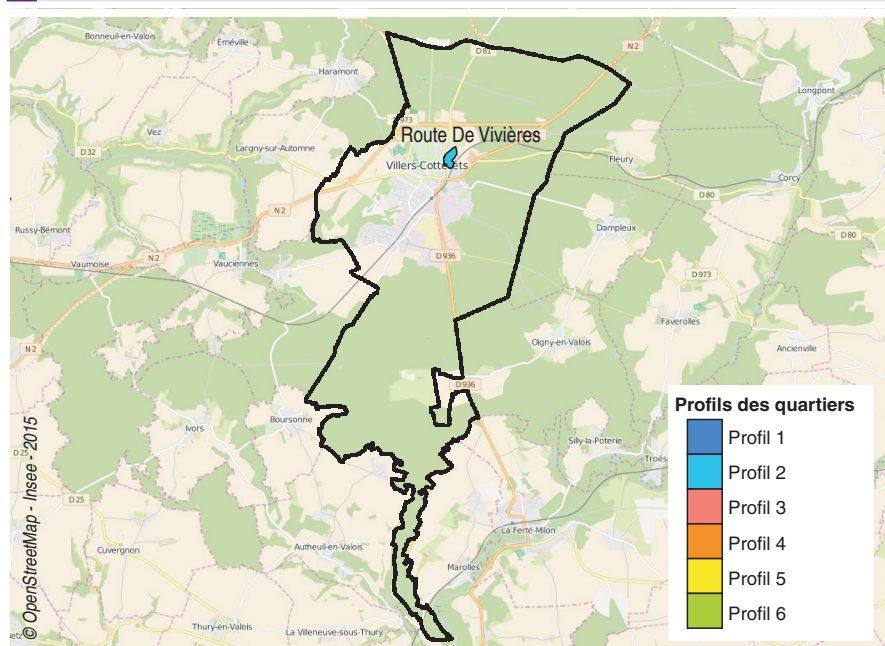 Bonneuil-en-Valois
Éméville
D81
N2
Haramont
Longpont
973
Vez
Route De Vivières
D32
Largny-sur-Automne
Villers-Cotterêts
Fleury
Corcy
D80
N2
Russy-Bémont
Dampleux
D80
N2
Vaumoise
Vauciennes
D936
D973
Faverolles
N2
Oigny-en-Valois
Ancienville
D936
Profils des quartiers
Boursonne
Ivors
Profil 1
Silly-la-Poterie
D25
Troës
Profil 2
D25
Profil 3
La Ferté-Milon
Profil 4
Cuvergnon
Autheuil-en-Valois
Marolles
Profil 5
Profil 6
Thury-en-Valois
La Villeneuve-sous-Thury
etz
© OpenStreetMap - Insee - 2015